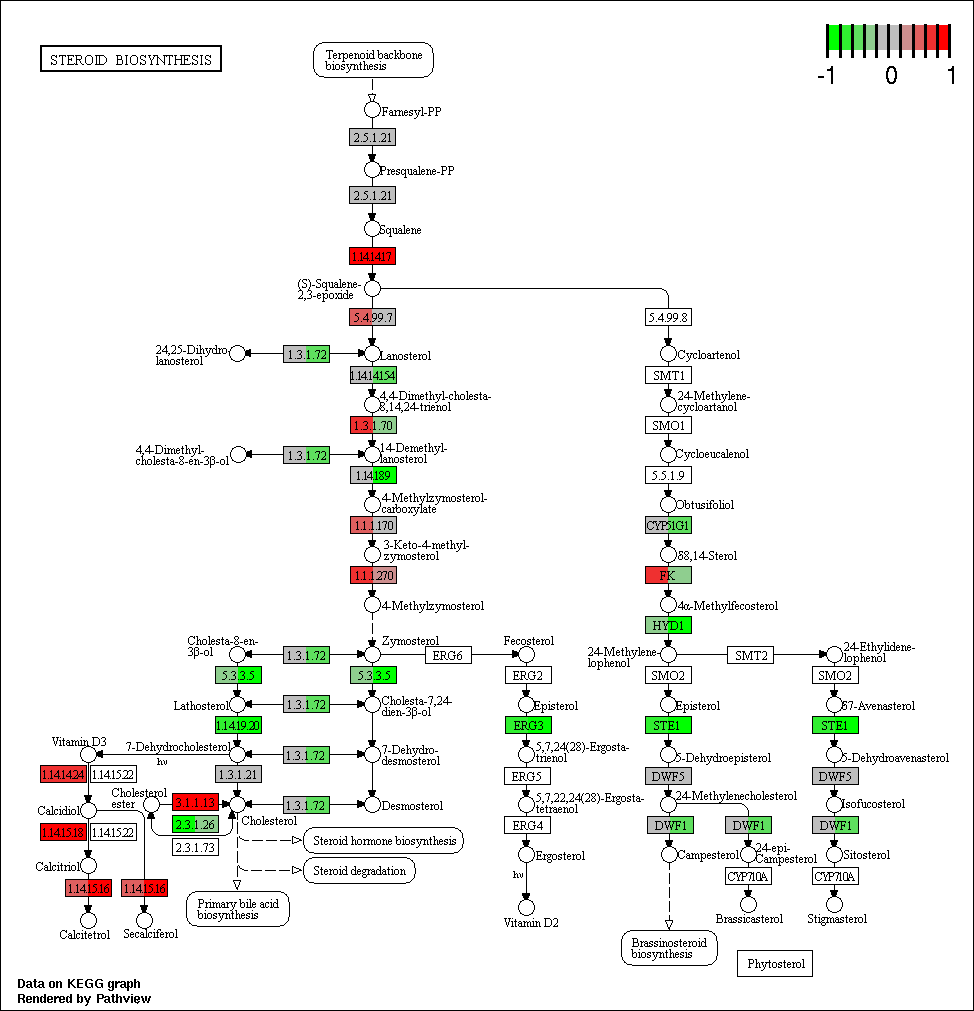 STEROID BIOSYNTHESIS
-1 0 1
Terpenoid backbone
biosynthesis
Farnesyl-PP
2.5.1.21
Presqualene-PP
2.5.1.21
Squalene
1.14.14.17
(S)-Squalene-
2,3-epoxide
5.4.99.7
5.4.99.8
24,25-Dihydro
lanosterol
1.3.1.72
Lanosterol
Cycloartenol
1.14.14.154
SMT1
4,4-Dimethyl-cholesta-
8,14,24-trienol
24-Methylene-
cycloartanol
1.3.1.70
SMO1
4,4-Dimethyl-
cholesta-8-en-3β-ol
1.3.1.72
14-Demethyl-
lanosterol
Cycloeucalenol
1.14.18.9
5.5.1.9
4-Methylzymosterol-
carboxylate
Obtusifoliol
1.1.1.170
CYP51G1
3-Keto-4-methyl-
zymosterol
δ8,14-Sterol
1.1.1.270
FK
4-Methylzymosterol
4α-Methylfecosterol
HYD1
Cholesta-8-en-
3β-ol
1.3.1.72
Zymosterol
ERG6
Fecosterol
24-Methylene-
lophenol
SMT2
24-Ethylidene-
lophenol
5.3.3.5
5.3.3.5
ERG2
SMO2
SMO2
Lathosterol
1.3.1.72
Cholesta-7,24-
dien-3β-ol
Episterol
Episterol
δ7-Avenasterol
1.14.19.20
ERG3
STE1
STE1
Vitamin D3
7-Dehydrocholesterol
hν
1.3.1.72
7-Dehydro-
desmosterol
5,7,24(28)-Ergosta-
trienol
5-Dehydroepisterol
5-Dehydroavenasterol
1.14.14.24
1.14.15.22
1.3.1.21
ERG5
DWF5
DWF5
Calcidiol
Cholesterol
ester
3.1.1.13
Cholesterol
1.3.1.72
Desmosterol
5,7,22,24(28)-Ergosta-
tetraenol
24-Methylenecholesterol
Isofucosterol
1.14.15.18
1.14.15.22
2.3.1.26
2.3.1.73
ERG4
DWF1
DWF1
DWF1
Steroid hormone biosynthesis
Calcitriol
Steroid degradation
Ergosterol
Campesterol
24-epi-
Campesterol
Sitosterol
1.14.15.16
1.14.15.16
hν
CYP710A
CYP710A
Calcitetrol
Secalciferol
Primary bile acid
biosynthesis
Vitamin D2
Brassicasterol
Stigmasterol
Brassinosteroid
biosynthesis
Phytosterol
Data on KEGG graph
Rendered by Pathview